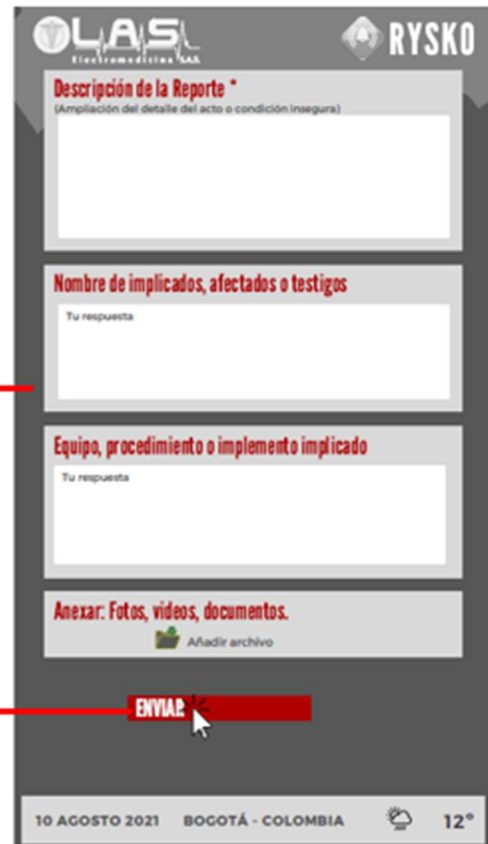 OLAS
Electromedicina S.A.S.
RYSKO
Descripción de la Reporte *
(Ampliación del detalle del acto o condición insegura)
Nombre de implicados, afectados o testigos
Tu respuesta
Equipo, procedimiento o implemento implicado
Tu respuesta
Anexar: Fotos, videos, documentos.
Añadir archivo
ENVIAR
10 AGOSTO 2021 BOGOTÁ - COLOMBIA 12°